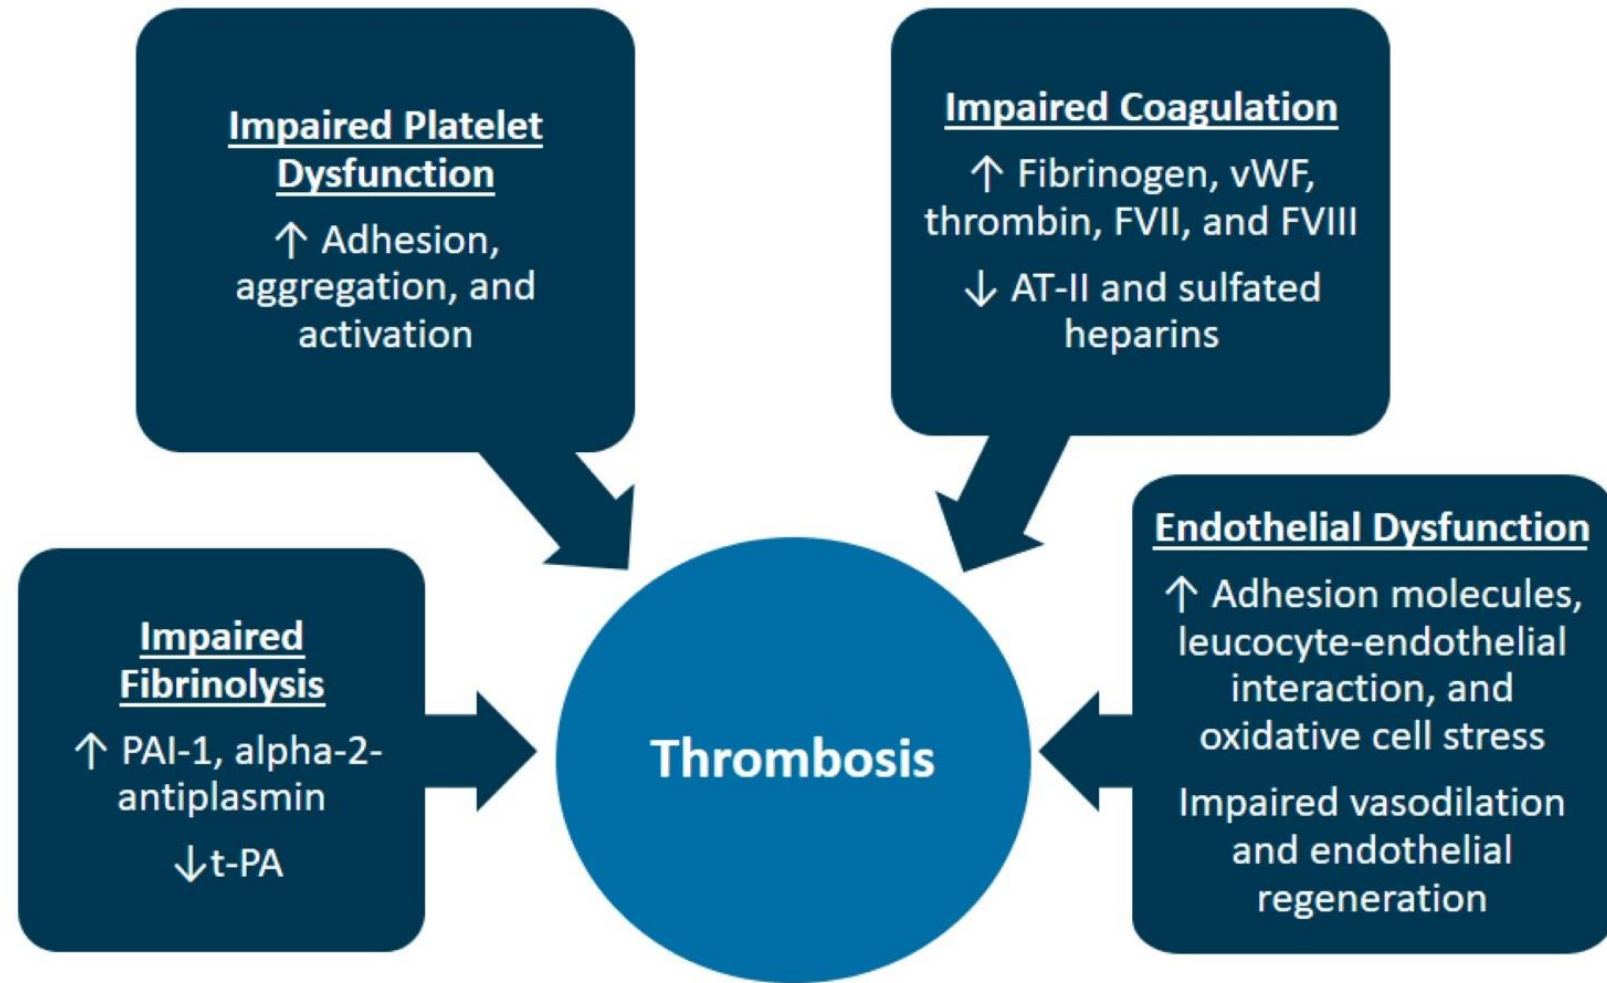 Impaired Platelet
Dysfunction
↑ Adhesion,
aggregation, and
activation
Impaired Coagulation
↑ Fibrinogen, vWF,
thrombin, FVII, and FVIII
↓ AT-II and sulfated
heparins
Impaired
Fibrinolysis
↑ PAI-1, alpha-2-
antiplasmin
↓t-PA
Thrombosis
Endothelial Dysfunction
↑ Adhesion molecules,
leucocyte-endothelial
interaction, and
oxidative cell stress
Impaired vasodilation
and endothelial
regeneration